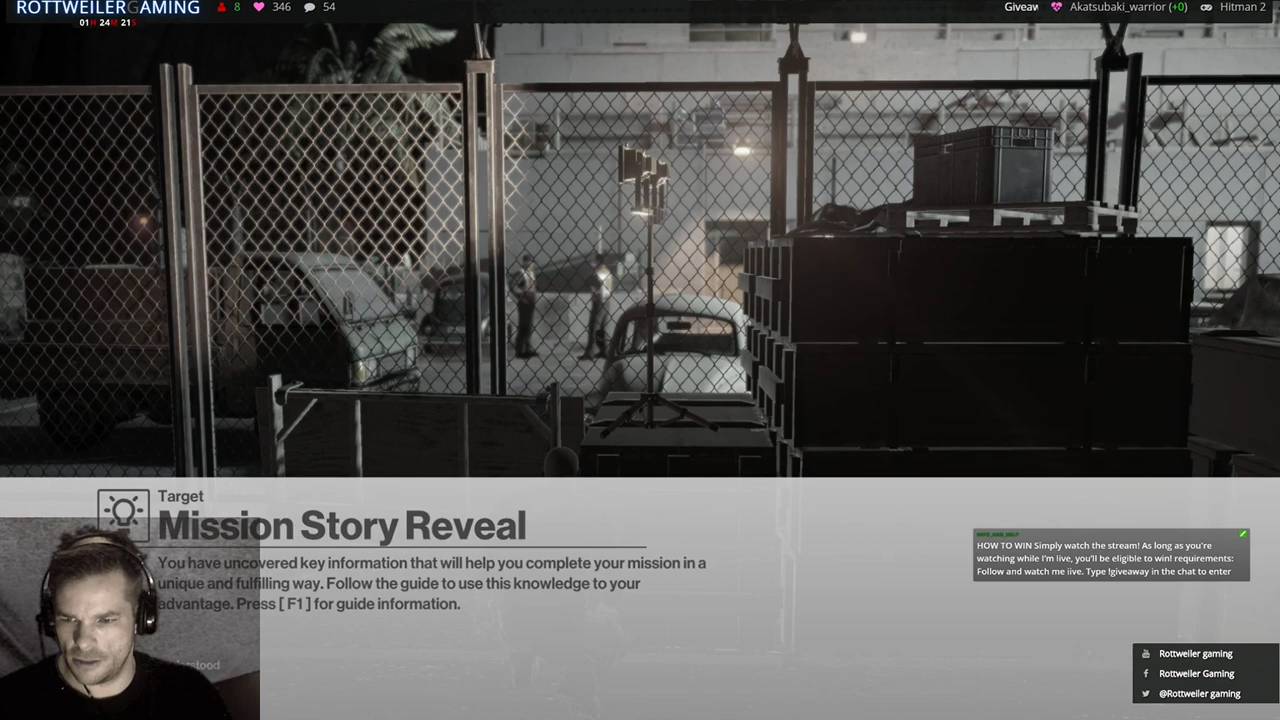 ROTTWEILERGAMING 8 346 54
Giveaw Akatsubaki_warrior (+0) Hitman 2
01H 24M 21S
Target
Mission Story Reveal
You have uncovered key information that will help you complete your mission in a
unique and fulfilling way. Follow the guide to use this knowledge to your
advantage. Press [ F1 ] for guide information.
HOW TO WIN Simply watch the stream! As long as you're
watching while I'm live, you'll be eligible to win! requirements:
Follow and watch me live. Type !giveaway in the chat to enter
Rottweiler gaming
Rottweiler Gaming
@Rottweiler gaming